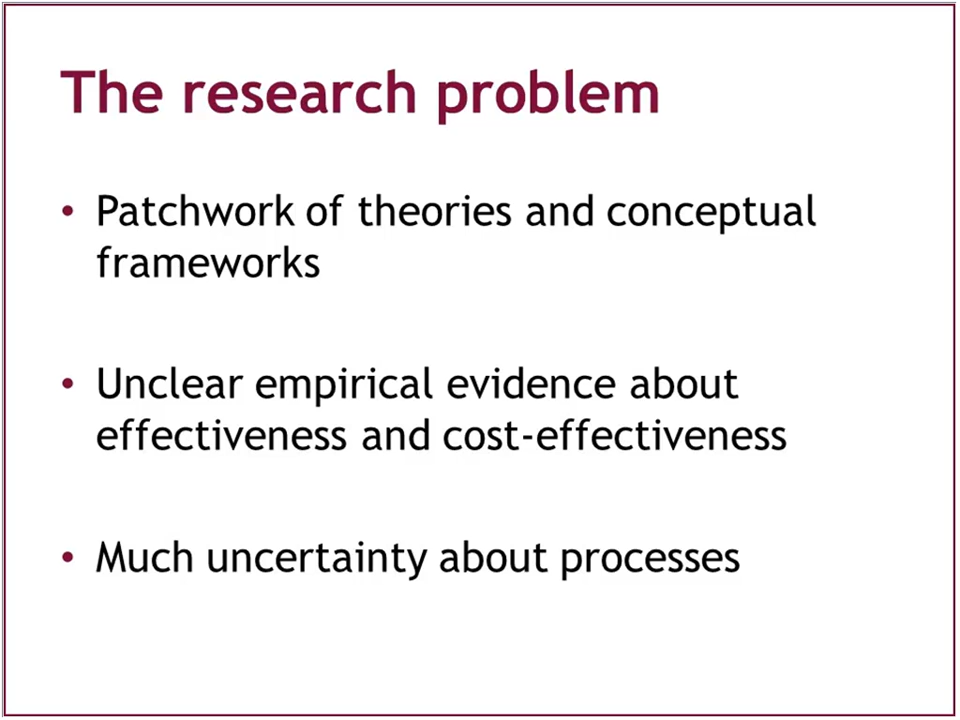 The research problem
• Patchwork of theories and conceptual
frameworks
• Unclear empirical evidence about
effectiveness and cost-effectiveness
• Much uncertainty about processes